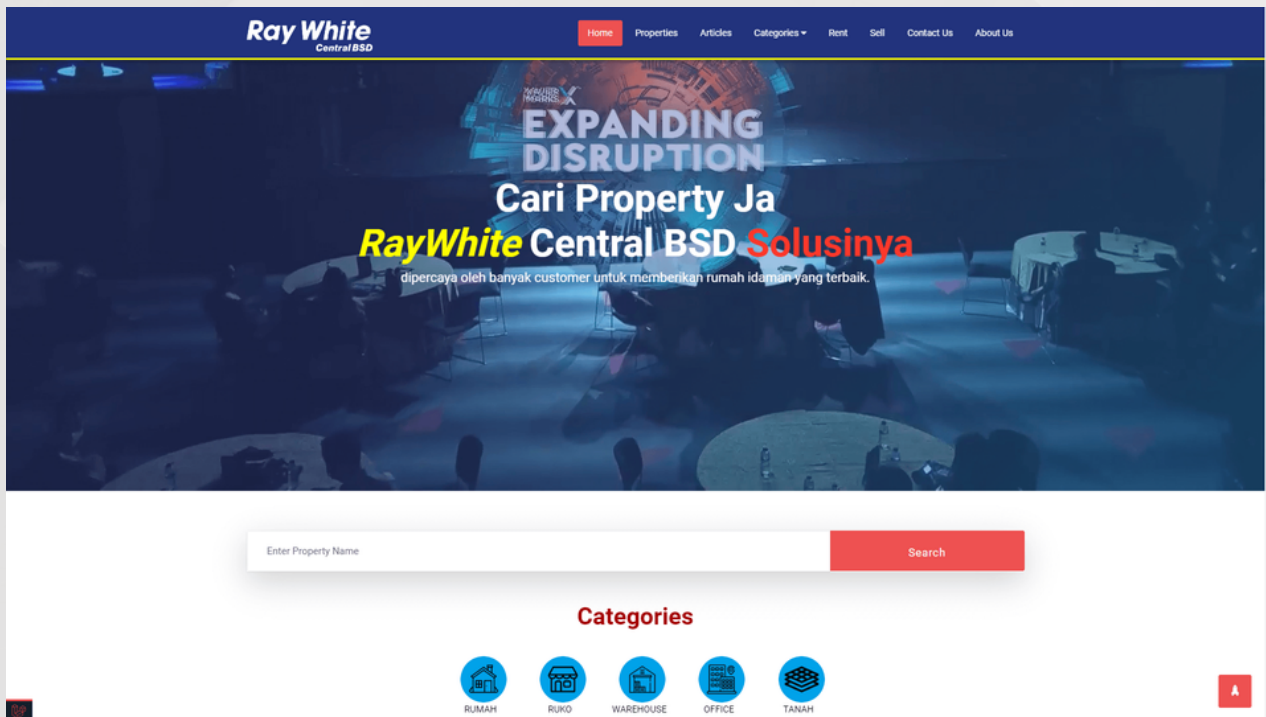 Ray White
Central BSD
Home Properties Articles Categories Rent Sell Contact Us About Us
XAVIER
MARKS
EXPANDING
DISRUPTION
Cari Property Ja
RayWhite Central BSD Solusinya
dipercaya oleh banyak customer untuk memberikan rumah idaman yang terbaik.
Enter Property Name Search
Categories
RUMAH RUKO WAREHOUSE OFFICE TANAH